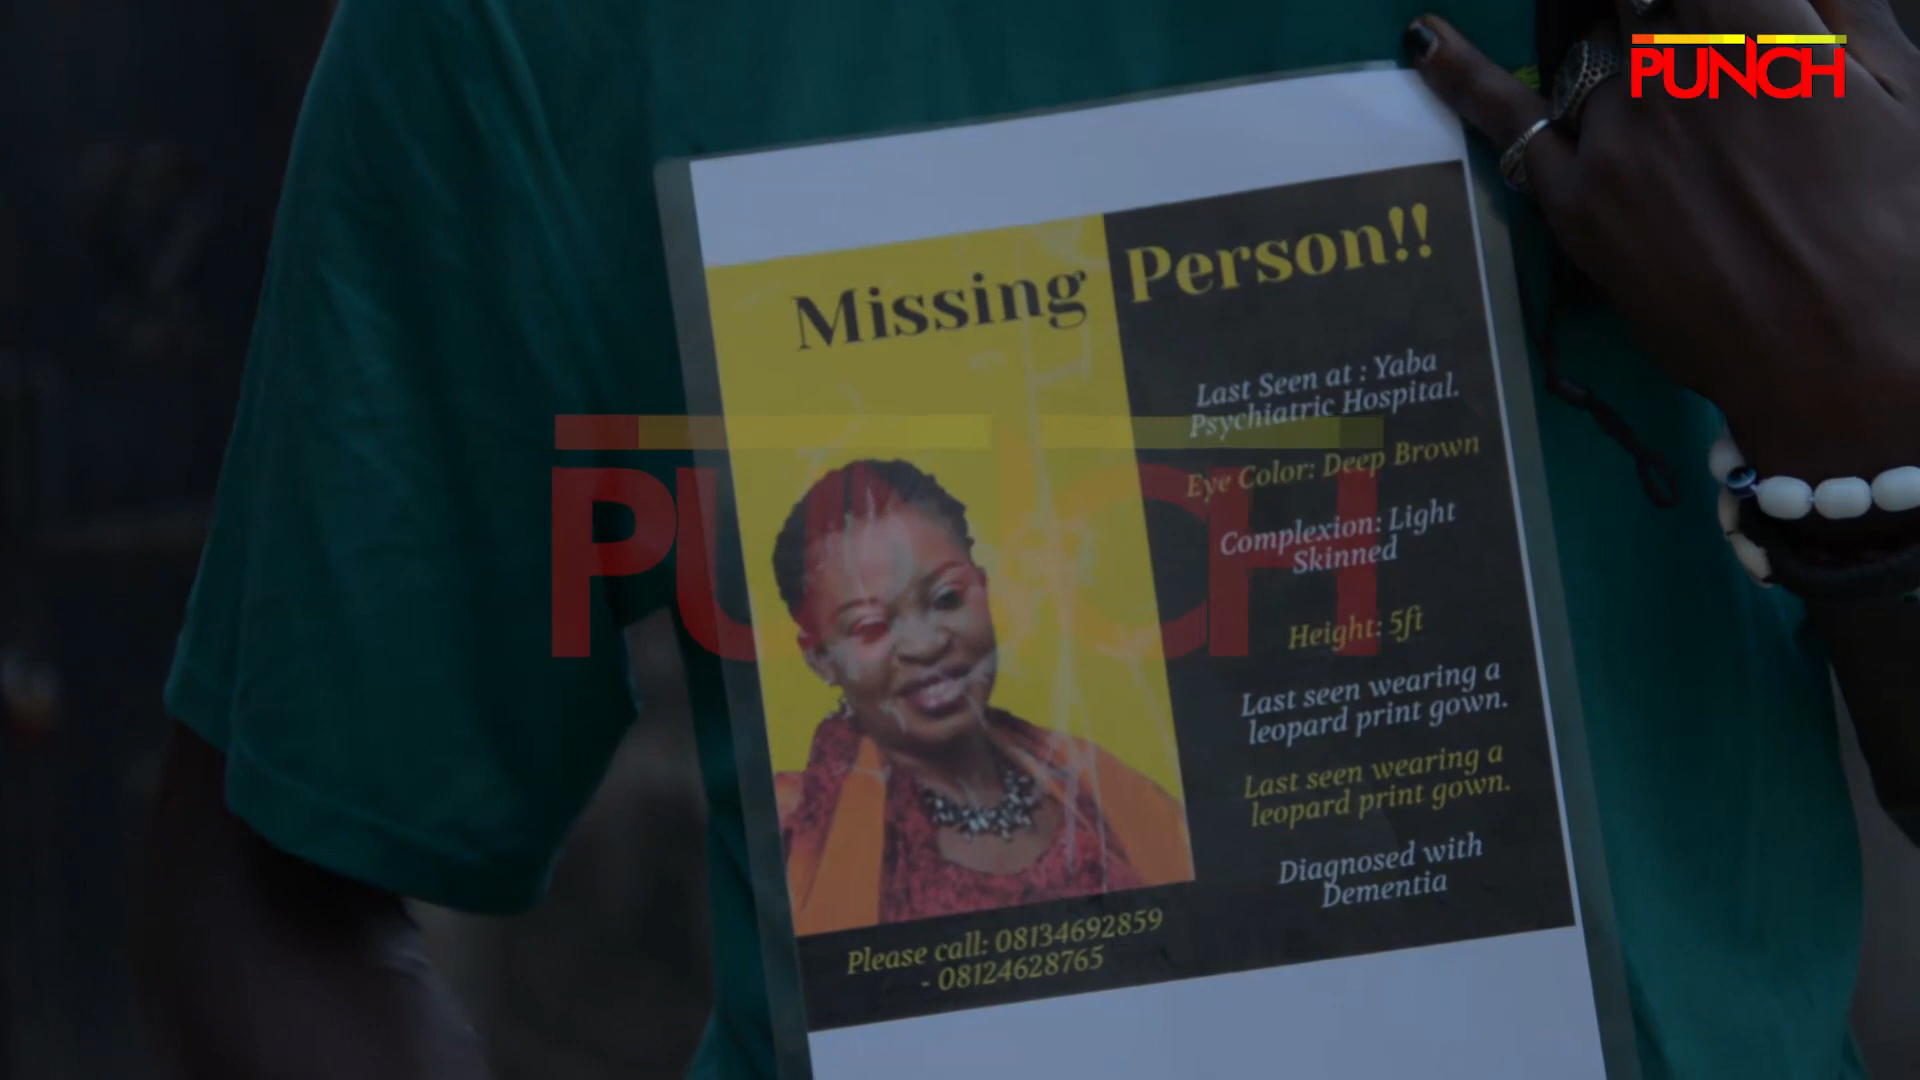 PUNCH
Missing Person!!
Last Seen at : Yaba
Psychiatric Hospital.
Eye Color: Deep Brown
Complexion: Light
Skinned
Height: 5ft
Last seen wearing a
leopard print gown.
Last seen wearing a
leopard print gown.
Diagnosed with
Dementia
Please call: 08134692859
- 08124628765
PUNCH